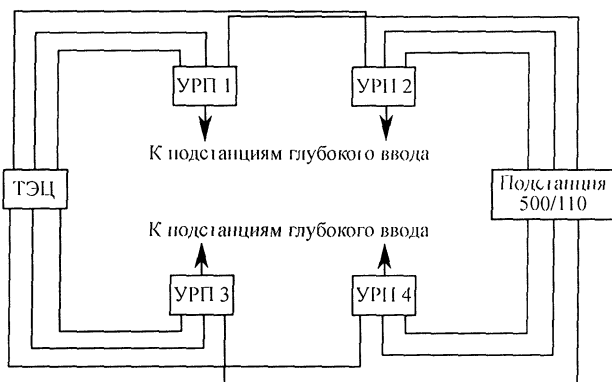 УРП 1
УРП 2
К подстанциям глубокого ввода
ТЭЦ
Подстанция
500/110
К подстанциям глубокого ввода
УРП 3
УРП 4